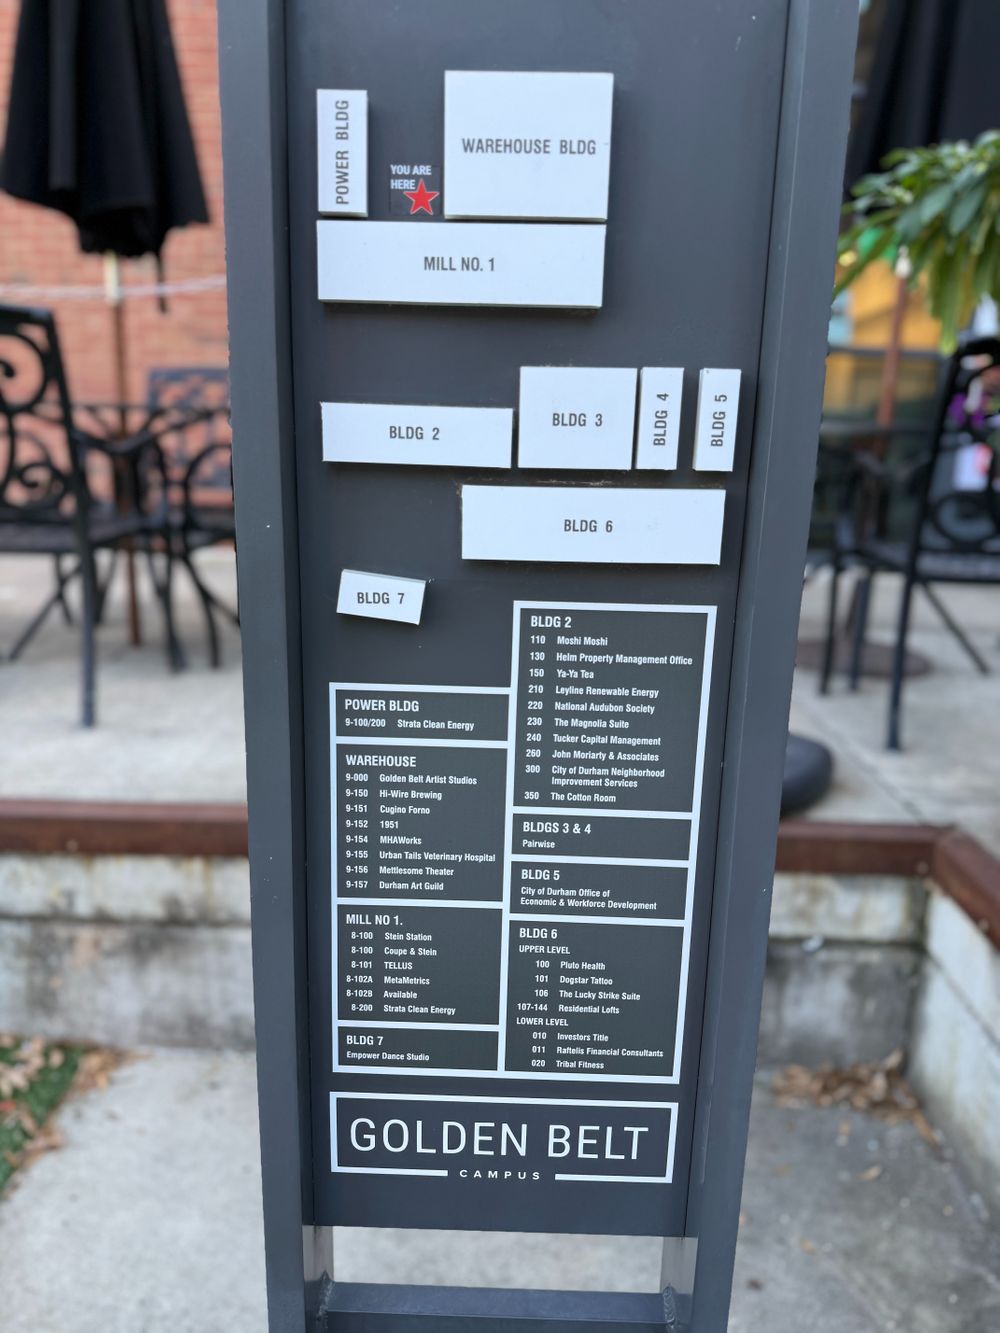 POWER BLDG
WAREHOUSE BLDG
YOU ARE
HERE
MILL NO. 1
BLDG 2
BLDG 3
BLDG 4
BLDG 5
BLDG 6
BLDG 7
POWER BLDG
9-100/200 Strata Clean Energy
WAREHOUSE
9-000 Golden Belt Artist Studios
9-150 Hi-Wire Brewing
9-151 Cugino Forno
9-152 1951
9-154 MHAWorks
9-155 Urban Tails Veterinary Hospital
9-156 Mettlesome Theater
9-157 Durham Art Guild
MILL NO 1.
8-100 Stein Station
8-100 Coupe & Stein
8-101 TELLUS
8-102A MetaMetrics
8-102B Available
8-200 Strata Clean Energy
BLDG 7
Empower Dance Studio
BLDG 2
110 Moshi Moshi
130 Helm Property Management Office
150 Ya-Ya Tea
210 Leyline Renewable Energy
220 National Audubon Society
230 The Magnolia Suite
240 Tucker Capital Management
260 John Moriarty & Associates
300 City of Durham Neighborhood
Improvement Services
350 The Cotton Room
BLDGS 3 & 4
Pairwise
BLDG 5
City of Durham Office of
Economic & Workforce Development
BLDG 6
UPPER LEVEL
100 Pluto Health
101 Dogstar Tattoo
106 The Lucky Strike Suite
107-144 Residential Lofts
LOWER LEVEL
010 Investors Title
011 Raftelis Financial Consultants
020 Tribal Fitness
GOLDEN BELT
CAMPUS